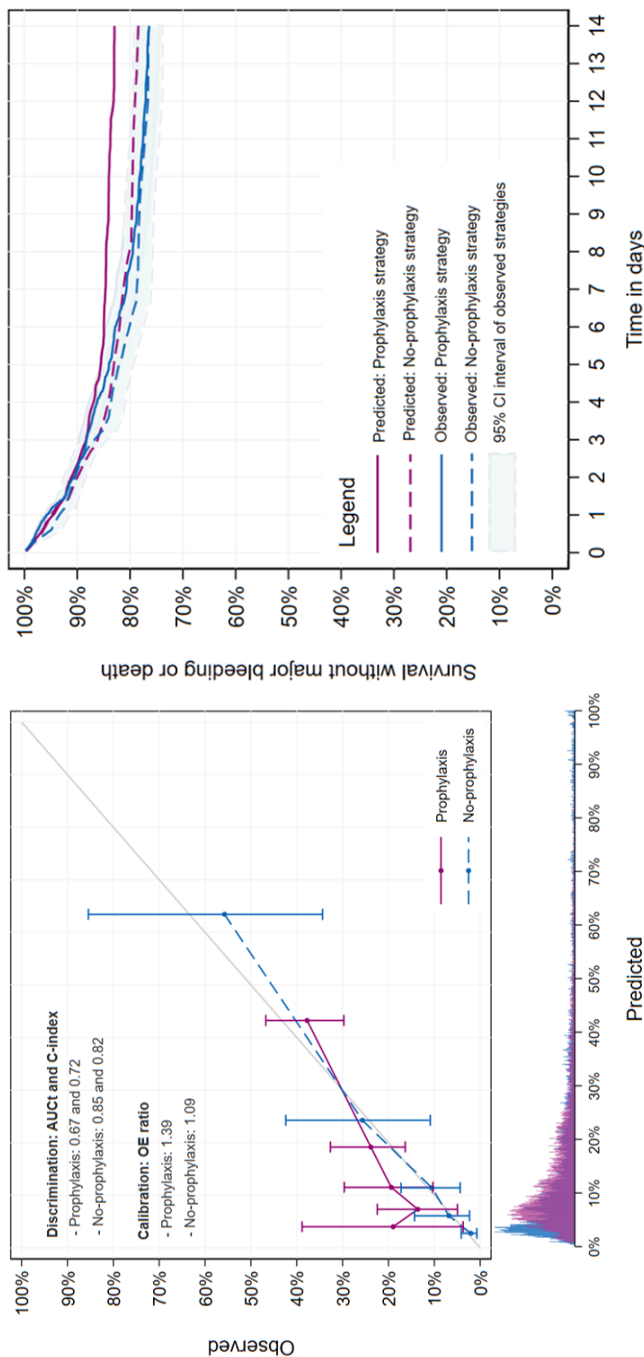 Observed
100%
90%
80%
70%
60%
50%
40%
30%
20%
10%
0%
Discrimination: AUCt and C-index
- Prophylaxis: 0.67 and 0.72
- No-prophylaxis: 0.85 and 0.82
Calibration: OE ratio
- Prophylaxis: 1.39
- No-prophylaxis: 1.09
Prophylaxis
No-prophylaxis
0%
10%
20%
30%
40%
50%
60%
70%
80%
90%
100%
Predicted
Survival without major bleeding or death
100%
90%
80%
70%
60%
50%
40%
30%
20%
10%
0%
Legend
Predicted: Prophylaxis strategy
Predicted: No-prophylaxis strategy
Observed: Prophylaxis strategy
Observed: No-prophylaxis strategy
95% CI interval of observed strategies
0 1 2 3 4 5 6 7 8 9 10 11 12 13 14
Time in days